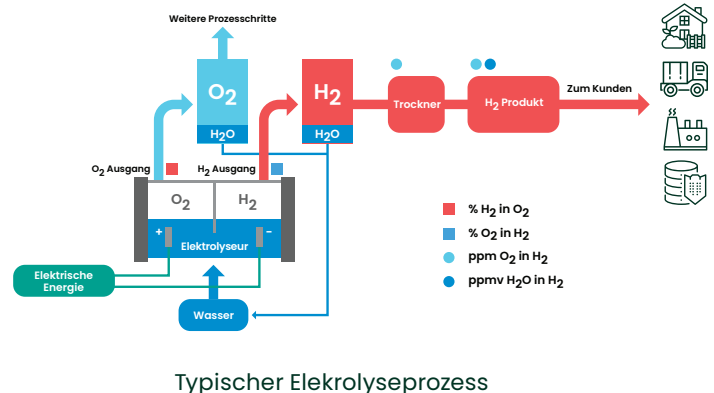 Weitere Prozesschritte
O2
H2O
H2
H2O
Trockner
H2 Produkt
Zum Kunden
O2 Ausgang
H2 Ausgang
O2
H2
+
−
Elektrolyseur
Elektrische
Energie
Wasser
% H2 in O2
% O2 in H2
ppm O2 in H2
ppmv H2O in H2
Typischer Elekrolyseprozess